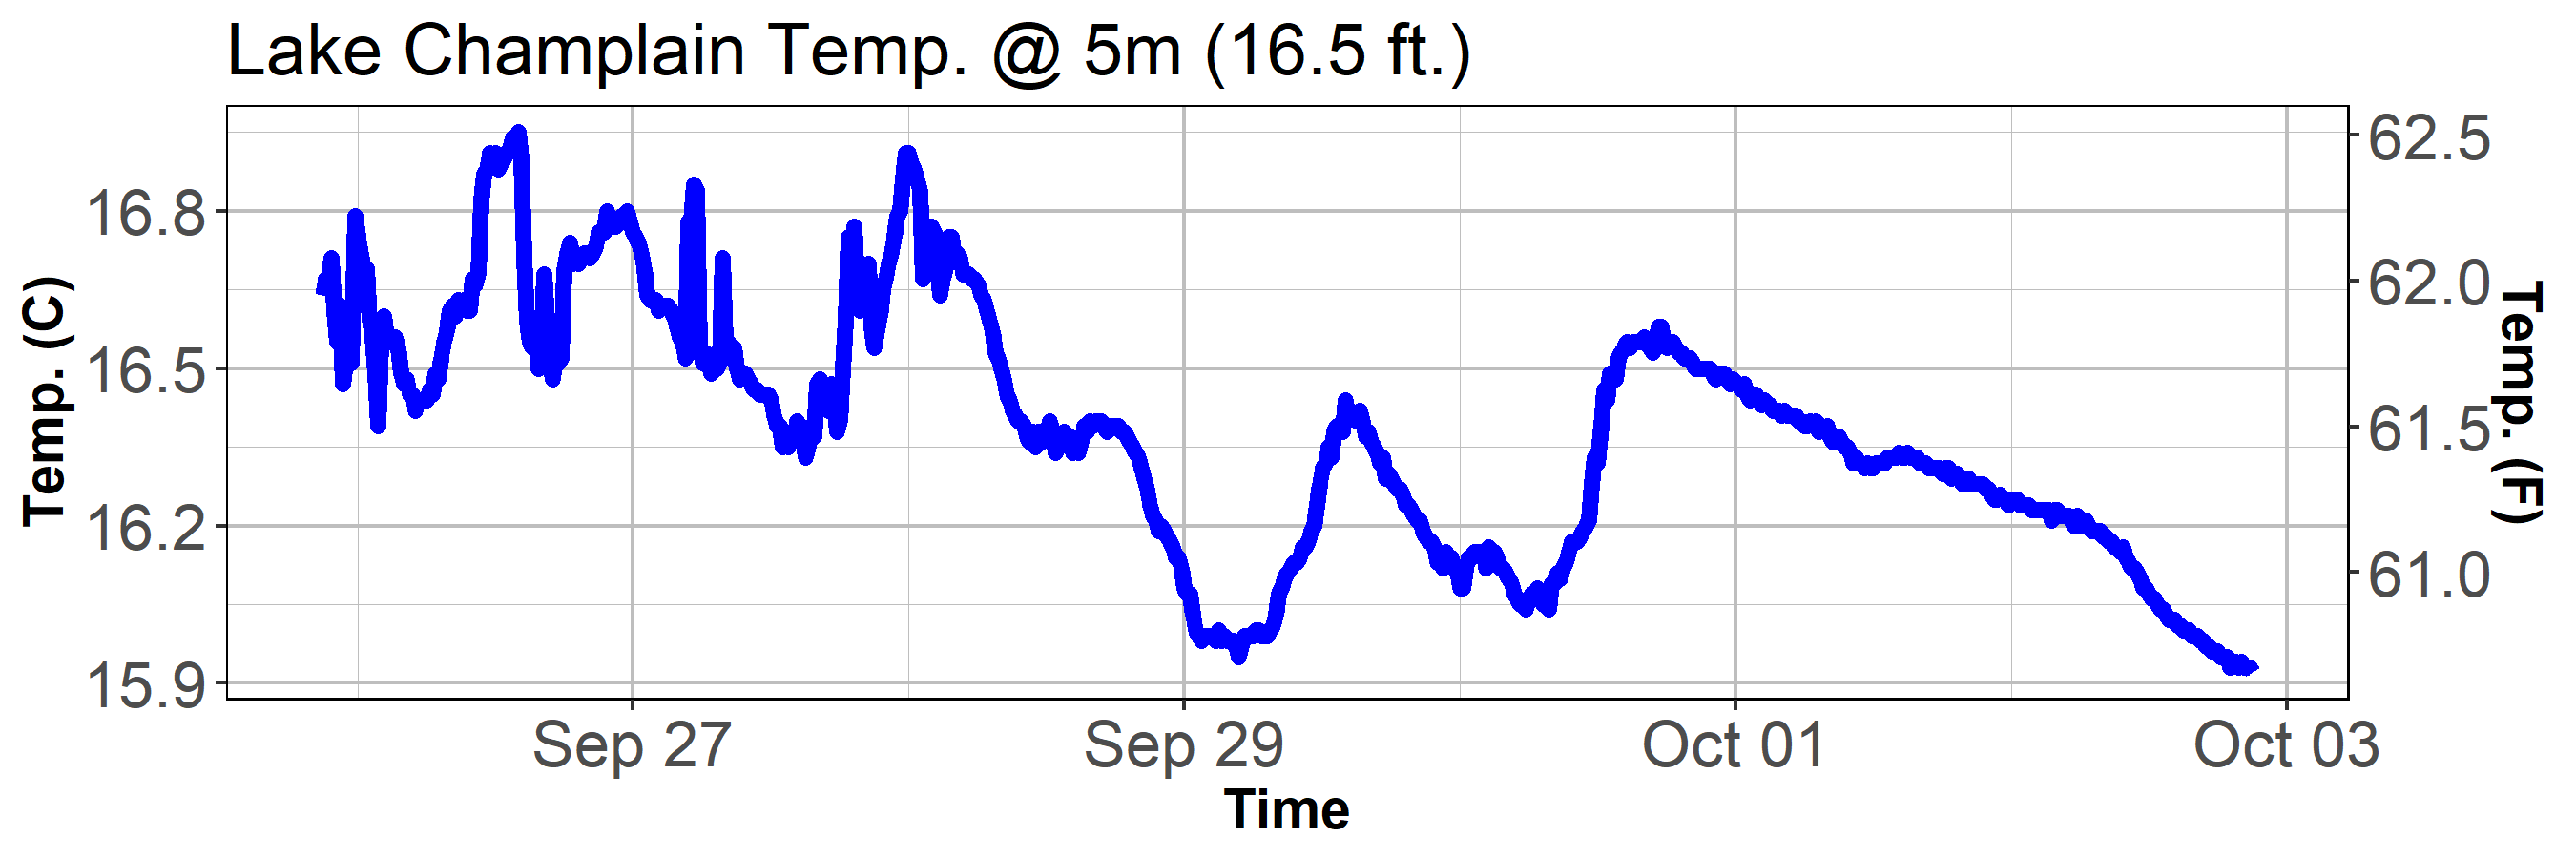 Lake Champlain Temp. @ 5m (16.5 ft.)
Temp. (C)
16.8
16.5
16.2
15.9
62.5
62.0
61.5
61.0
Temp. (F)
Sep 27
Sep 29
Oct 01
Oct 03
Time